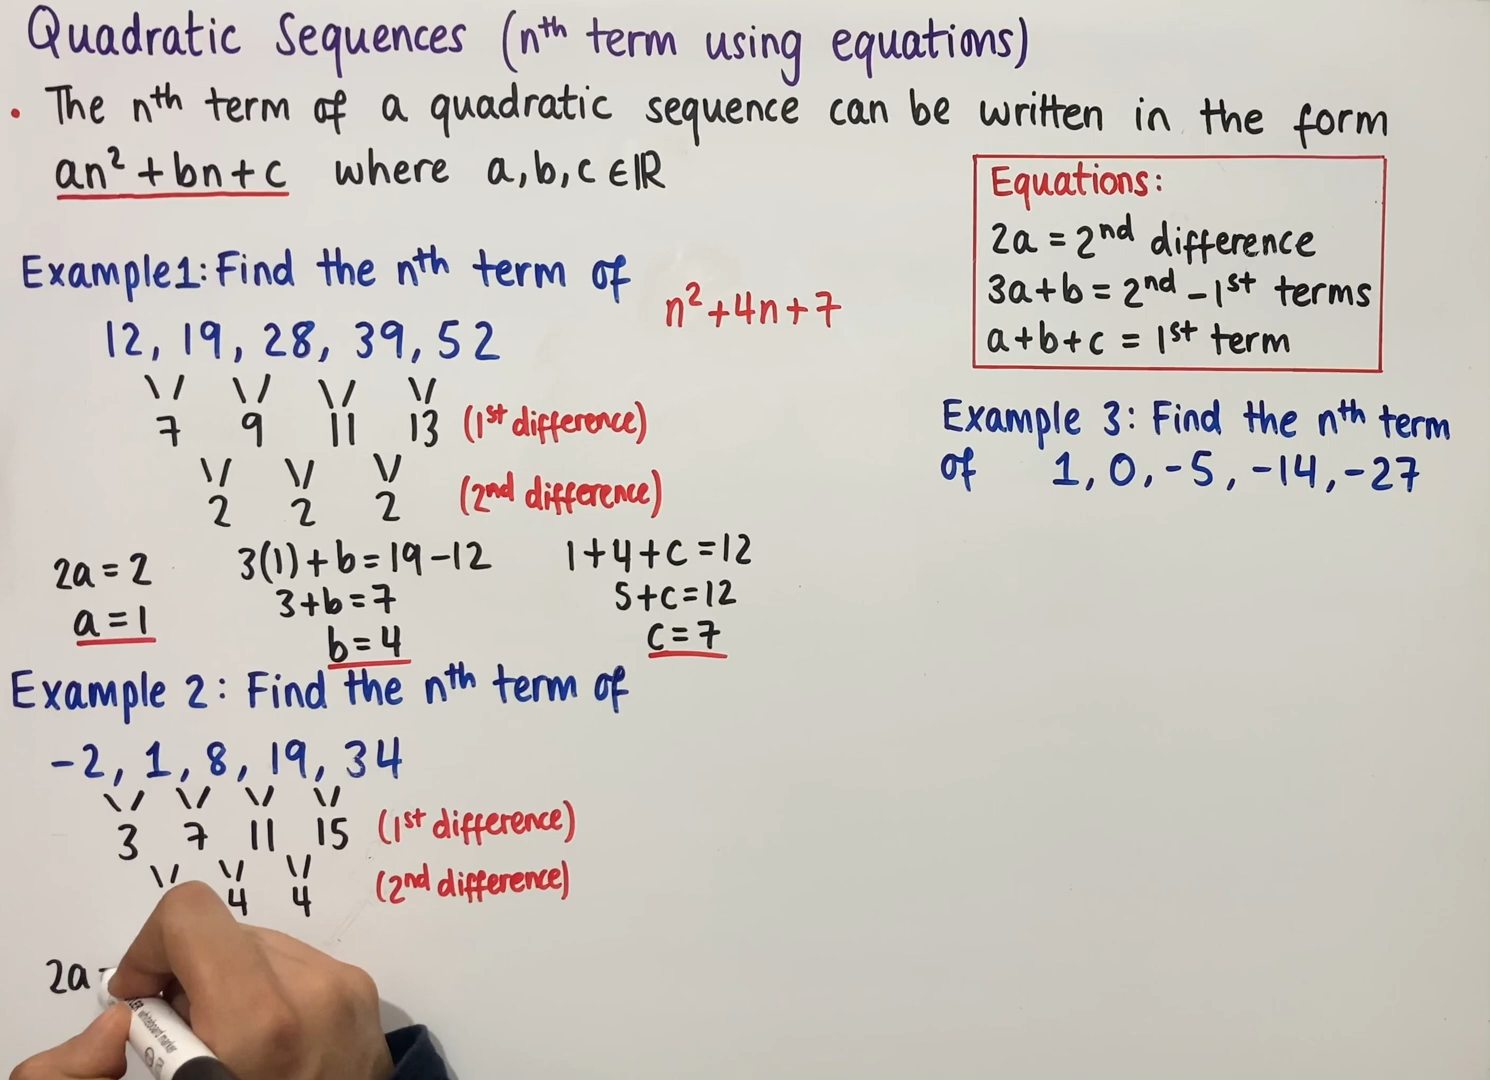 Quadratic Sequences (nth term using equations)
• The nth term of a quadratic sequence can be written in the form
an² + bn + c where a, b, c ∈ ℝ
Equations:
2a = 2nd difference
3a + b = 2nd - 1st terms
a + b + c = 1st term
Example 1: Find the nth term of
n² + 4n + 7
12, 19, 28, 39, 52
7 9 11 13 (1st difference)
2 2 2 (2nd difference)
2a = 2
a = 1
3(1) + b = 19 - 12
3 + b = 7
b = 4
1 + 4 + c = 12
5 + c = 12
c = 7
Example 2: Find the nth term of
-2, 1, 8, 19, 34
3 7 11 15 (1st difference)
4 4 (2nd difference)
2a
whiteboard marker
Example 3: Find the nth term
of 1, 0, -5, -14, -27